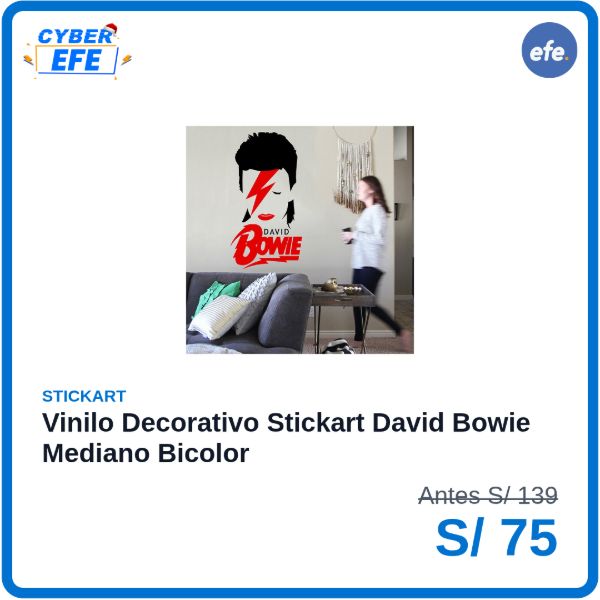 CYBER
EFE
efe.
DAVID
BOWIE
STICKART
Vinilo Decorativo Stickart David Bowie
Mediano Bicolor
Antes S/ 139
S/ 75